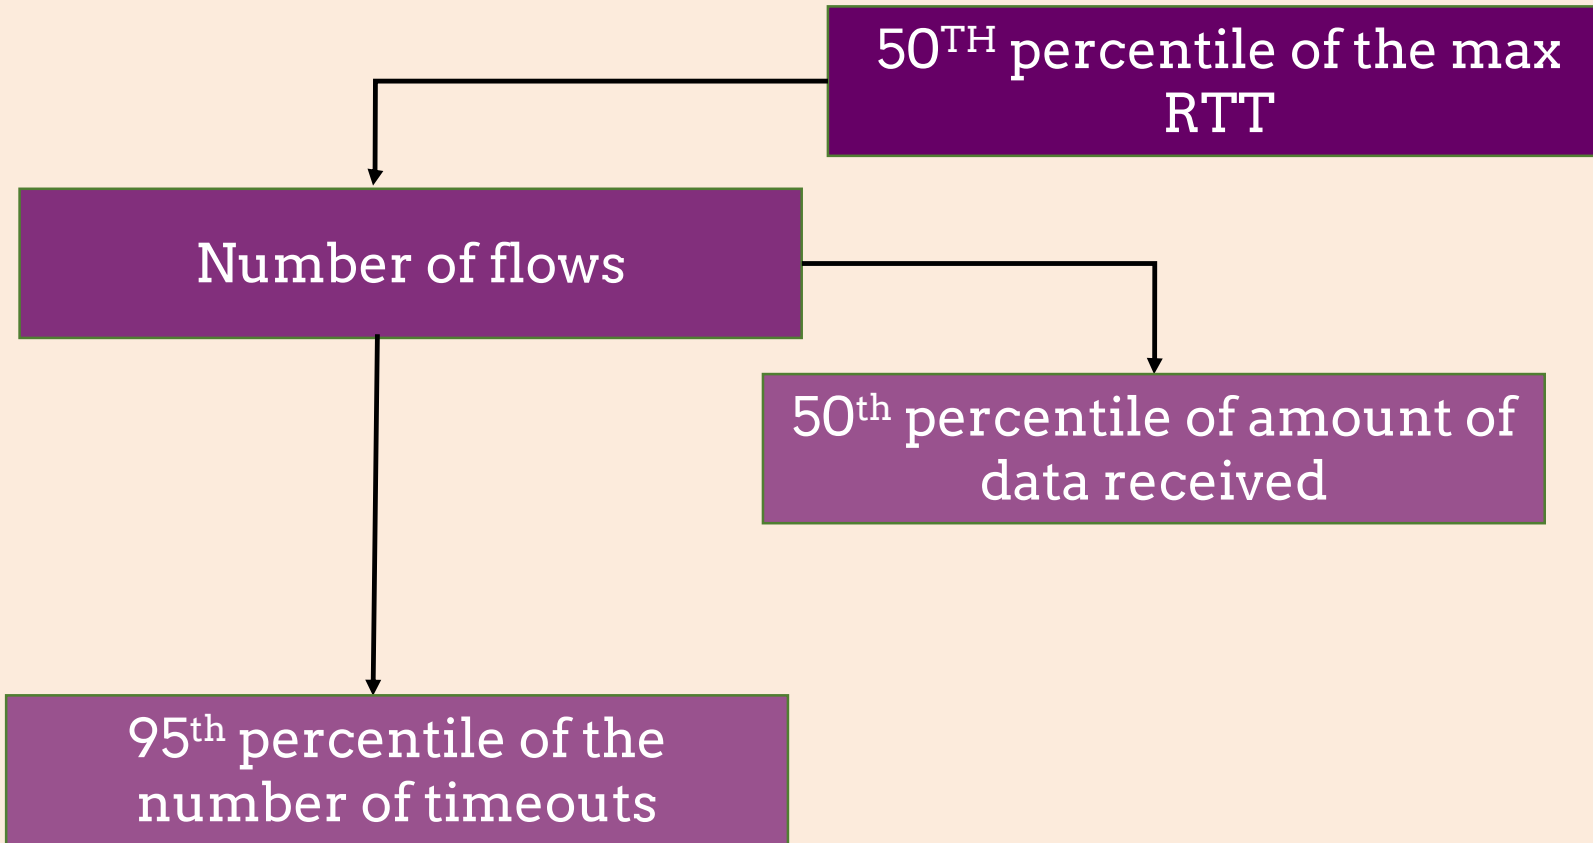 50TH percentile of the max
RTT
Number of flows
50th percentile of amount of
data received
95th percentile of the
number of timeouts